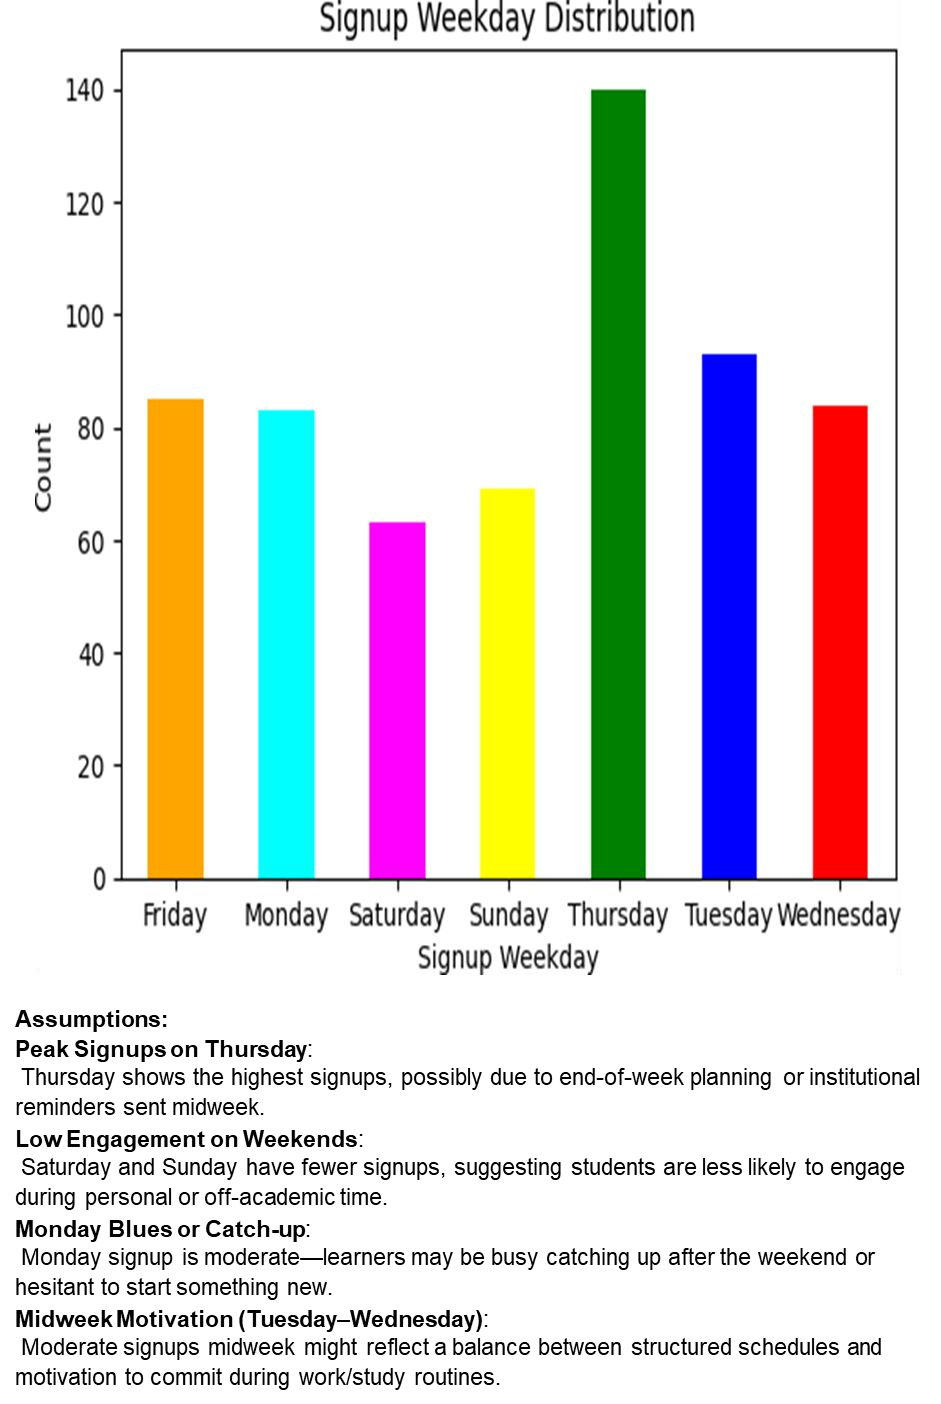 Signup Weekday Distribution
140
120
100
80
60
40
20
0
Count
Friday Monday Saturday Sunday Thursday Tuesday Wednesday
Signup Weekday
Assumptions:
Peak Signups on Thursday:
Thursday shows the highest signups, possibly due to end-of-week planning or institutional
reminders sent midweek.
Low Engagement on Weekends:
Saturday and Sunday have fewer signups, suggesting students are less likely to engage
during personal or off-academic time.
Monday Blues or Catch-up:
Monday signup is moderate—learners may be busy catching up after the weekend or
hesitant to start something new.
Midweek Motivation (Tuesday–Wednesday):
Moderate signups midweek might reflect a balance between structured schedules and
motivation to commit during work/study routines.